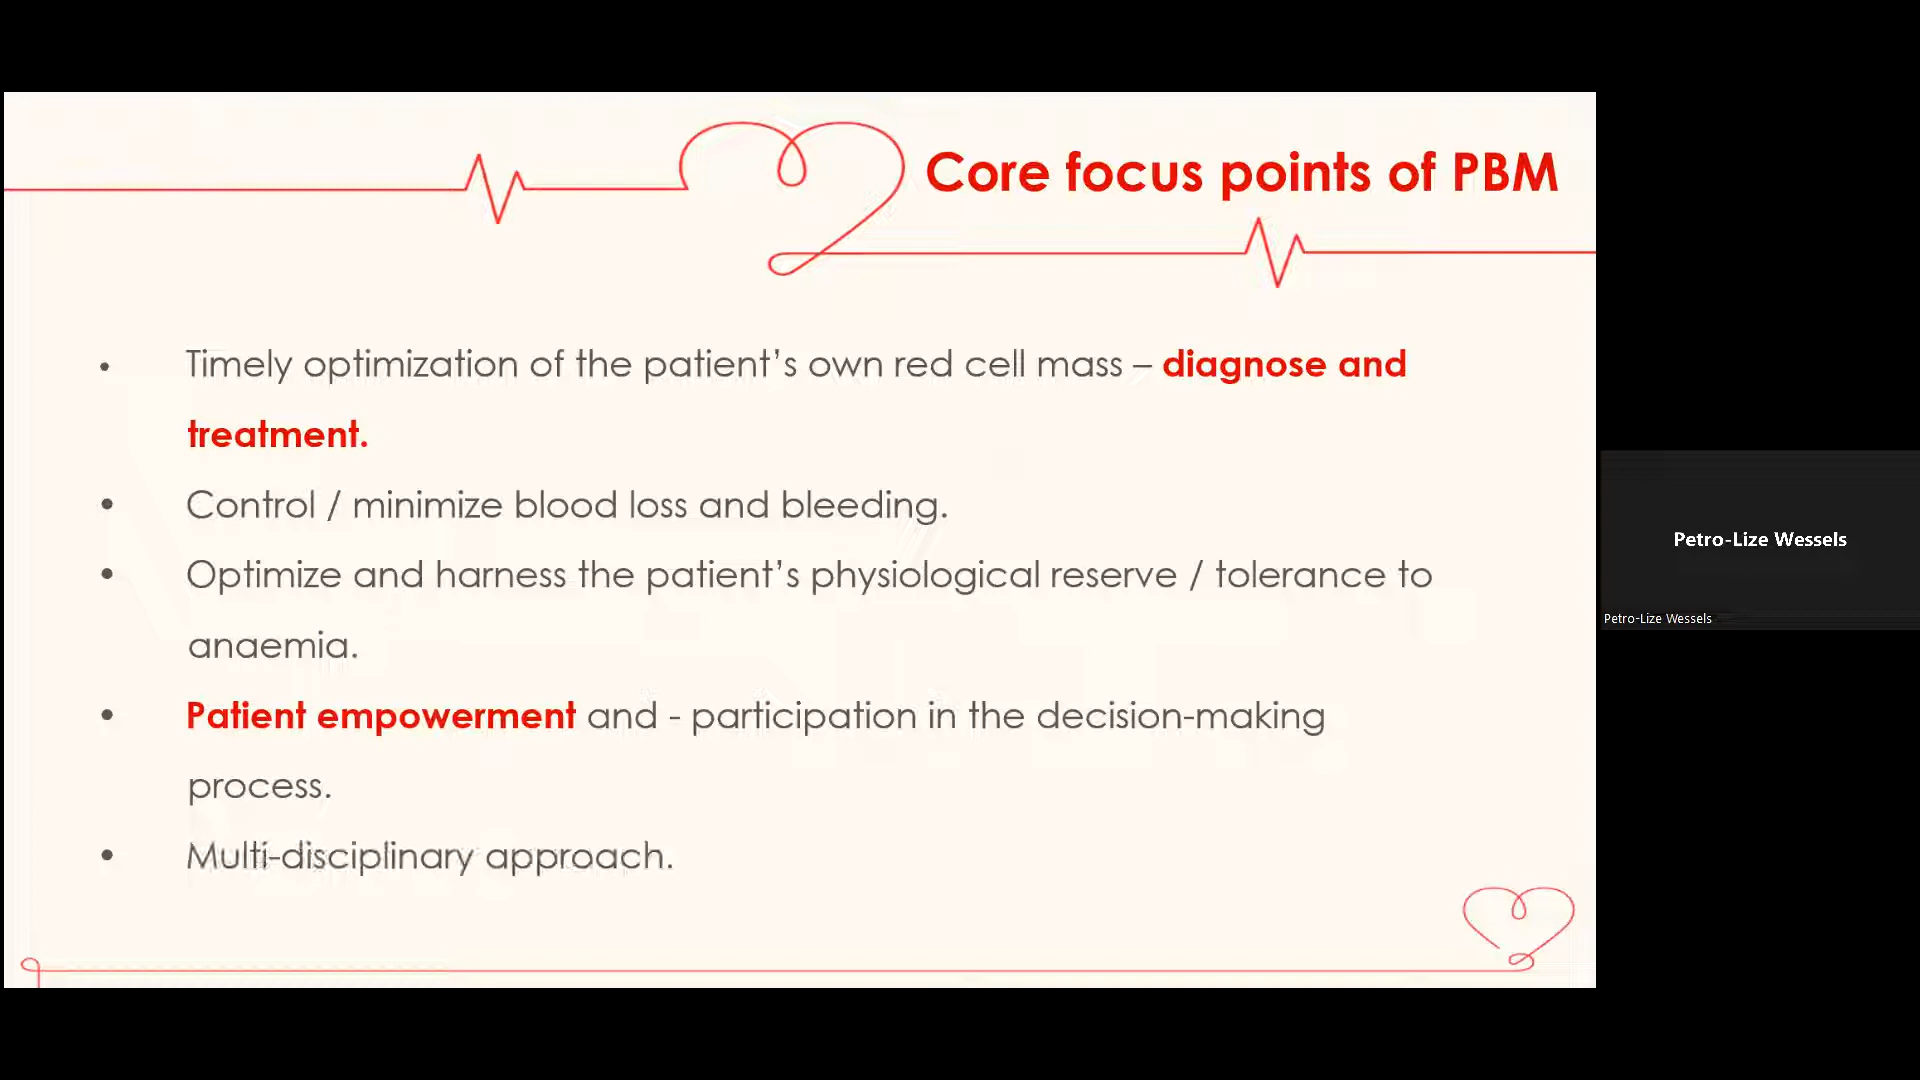 Core focus points of PBM
• Timely optimization of the patient’s own red cell mass – diagnose and
treatment.
• Control / minimize blood loss and bleeding.
• Optimize and harness the patient’s physiological reserve / tolerance to
anaemia.
• Patient empowerment and - participation in the decision-making
process.
• Multi-disciplinary approach.
Petro-Lize Wessels
Petro-Lize Wessels